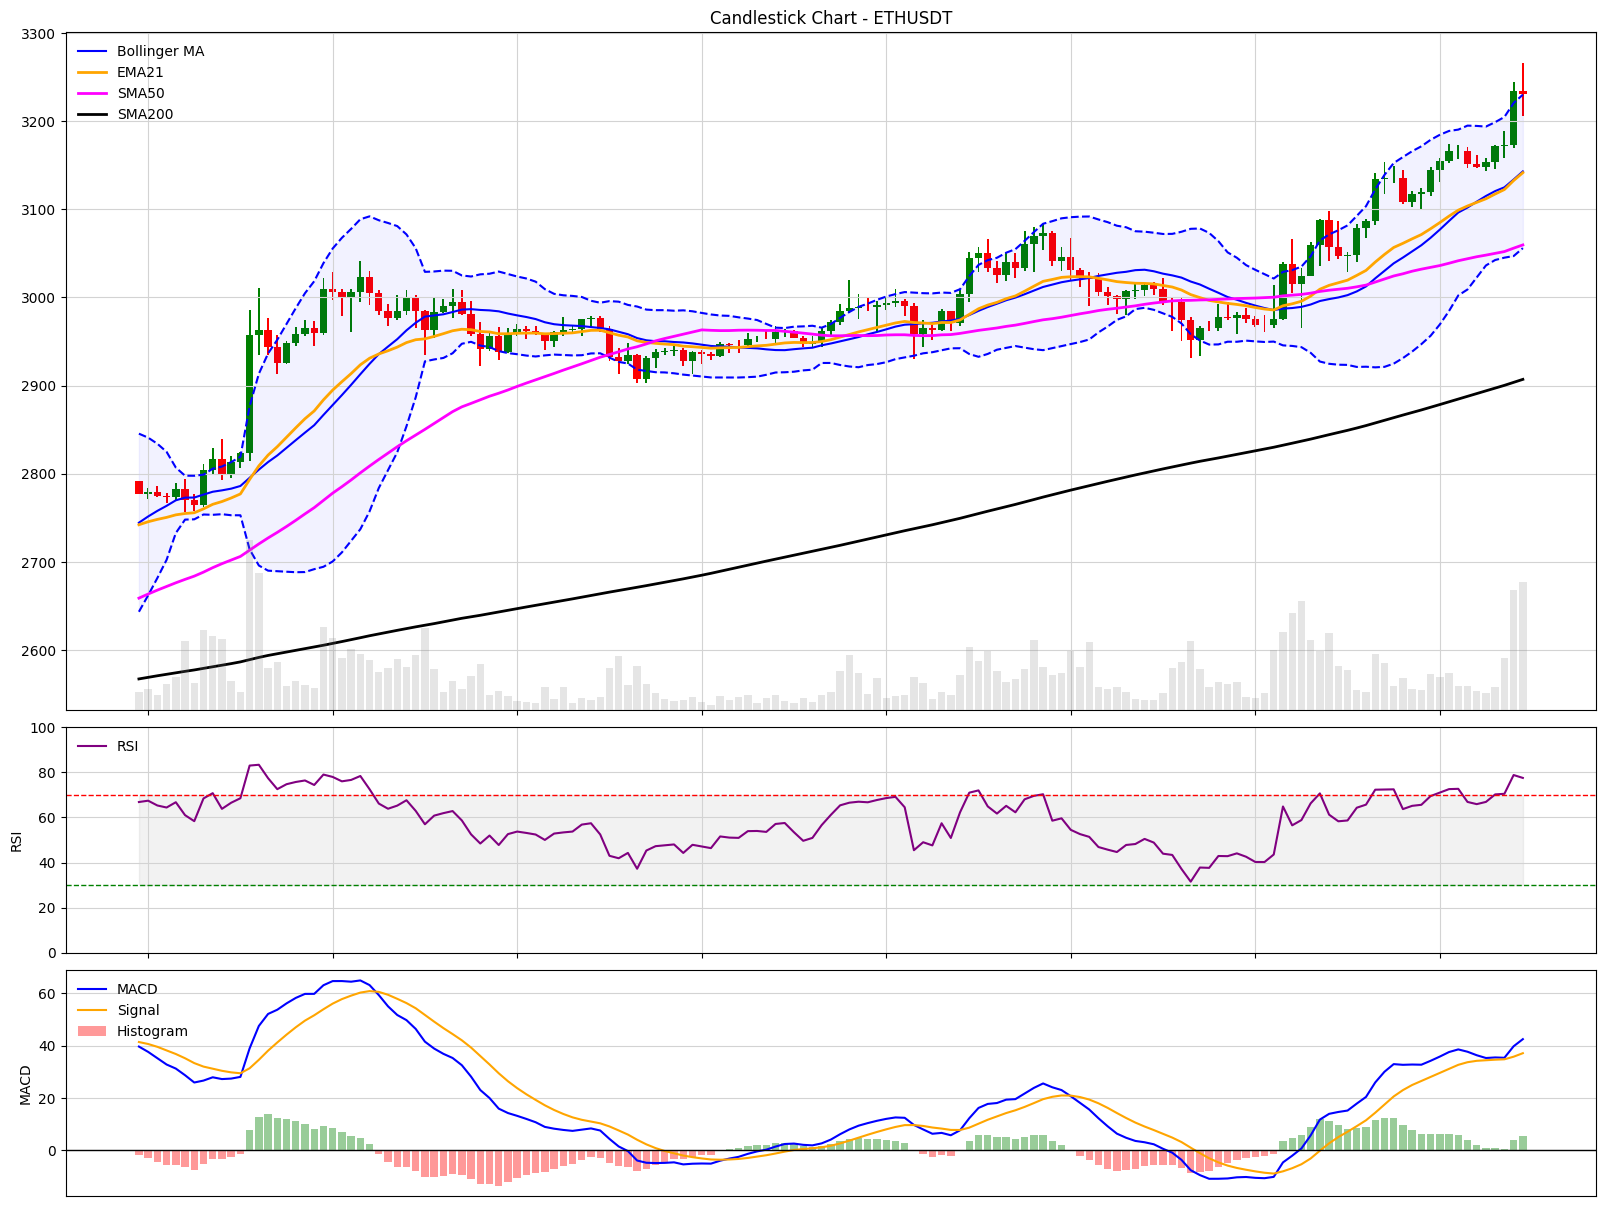 Candlestick Chart - ETHUSDT
3300
3200
3100
3000
2900
2800
2700
2600
Bollinger MA
EMA21
SMA50
SMA200
100
80
60
40
20
0
RSI
RSI
60
40
20
0
MACD
MACD
Signal
Histogram